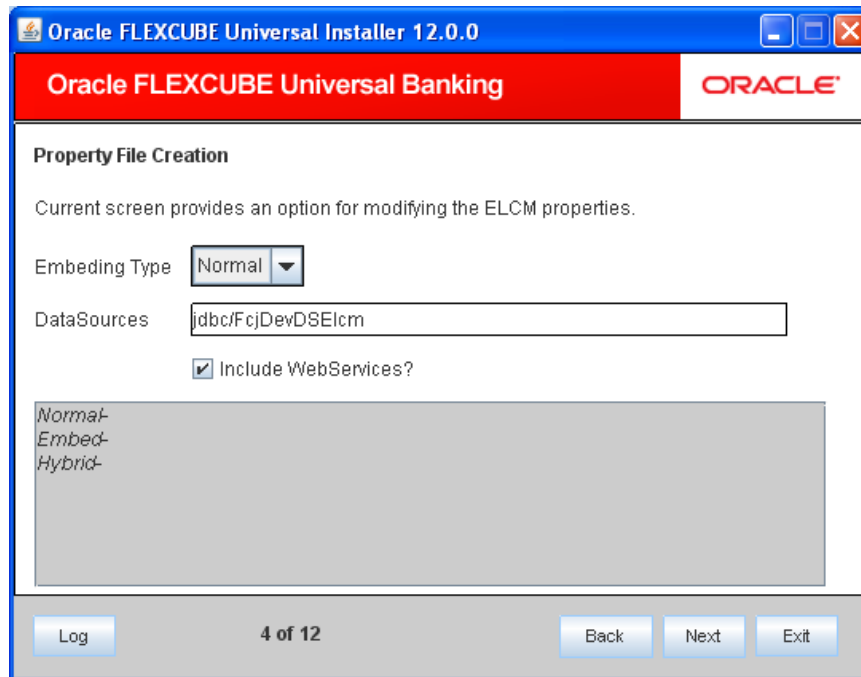 Oracle FLEXCUBE Universal Installer 12.0.0
Oracle FLEXCUBE Universal Banking
ORACLE
Property File Creation
Current screen provides an option for modifying the ELCM properties.
Embeding Type Normal
DataSources jdbc/FcjDevDSElcm
Include WebServices?
Normal-
Embed-
Hybrid-
Log 4 of 12 Back Next Exit